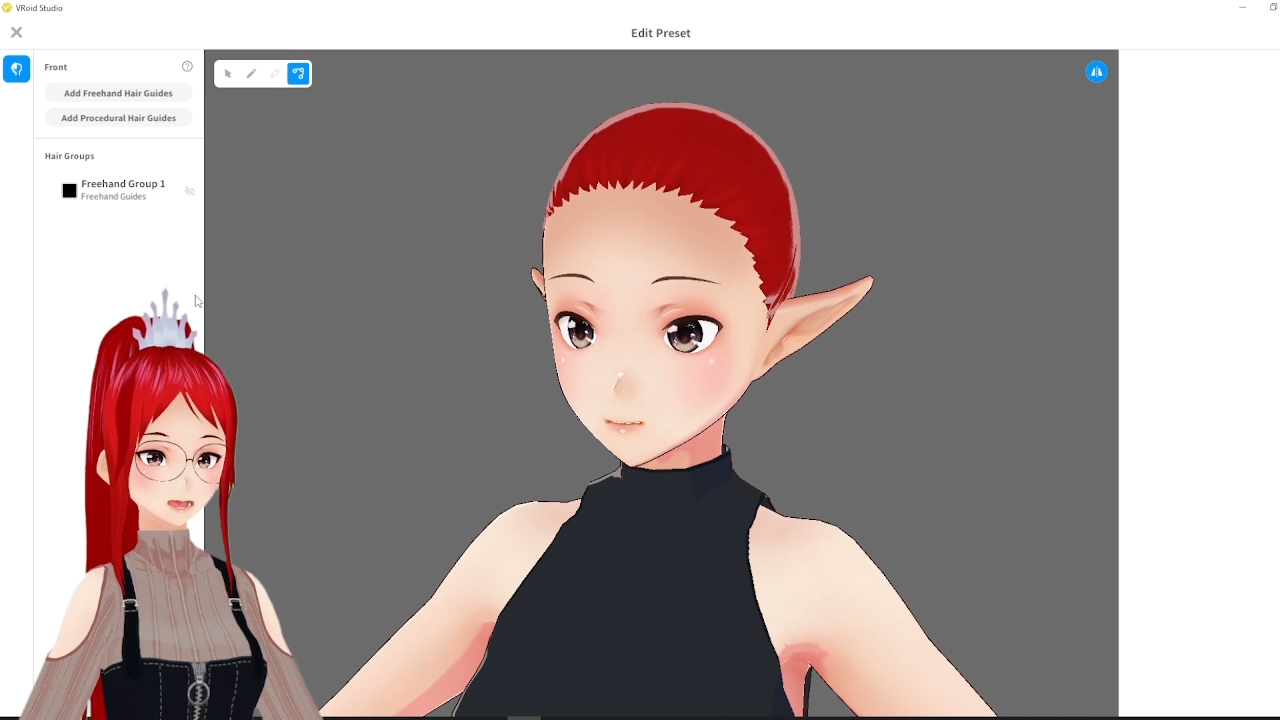 VRoid Studio
Edit Preset
Front
Add Freehand Hair Guides
Add Procedural Hair Guides
Hair Groups
Freehand Group 1
Freehand Guides